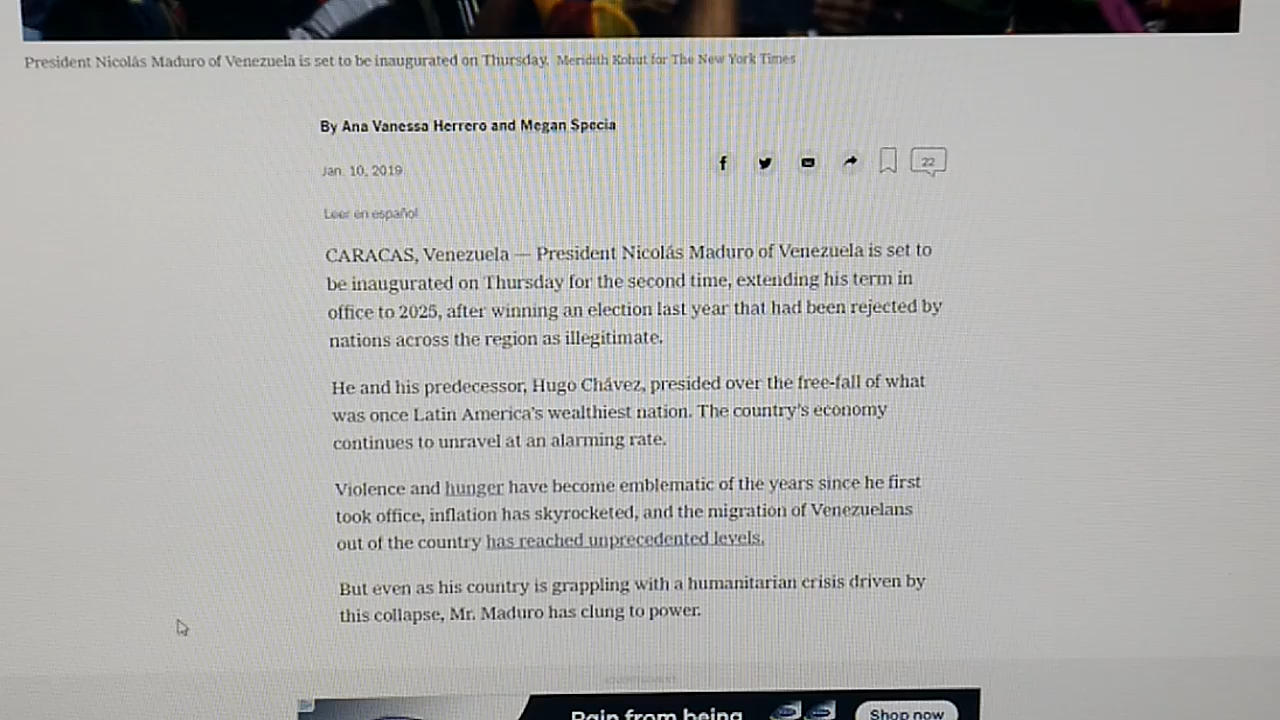 President Nicolás Maduro of Venezuela is set to be inaugurated on Thursday. Meridith Kohut for The New York Times
By Ana Vanessa Herrero and Megan Specia
Jan. 10, 2019
22
Leer en español
CARACAS, Venezuela — President Nicolás Maduro of Venezuela is set to
be inaugurated on Thursday for the second time, extending his term in
office to 2025, after winning an election last year that had been rejected by
nations across the region as illegitimate.
He and his predecessor, Hugo Chávez, presided over the free-fall of what
was once Latin America's wealthiest nation. The country's economy
continues to unravel at an alarming rate.
Violence and hunger have become emblematic of the years since he first
took office, inflation has skyrocketed, and the migration of Venezuelans
out of the country has reached unprecedented levels.
But even as his country is grappling with a humanitarian crisis driven by
this collapse, Mr. Maduro has clung to power.
ADVERTISEMENT
Pain from being
Shop now